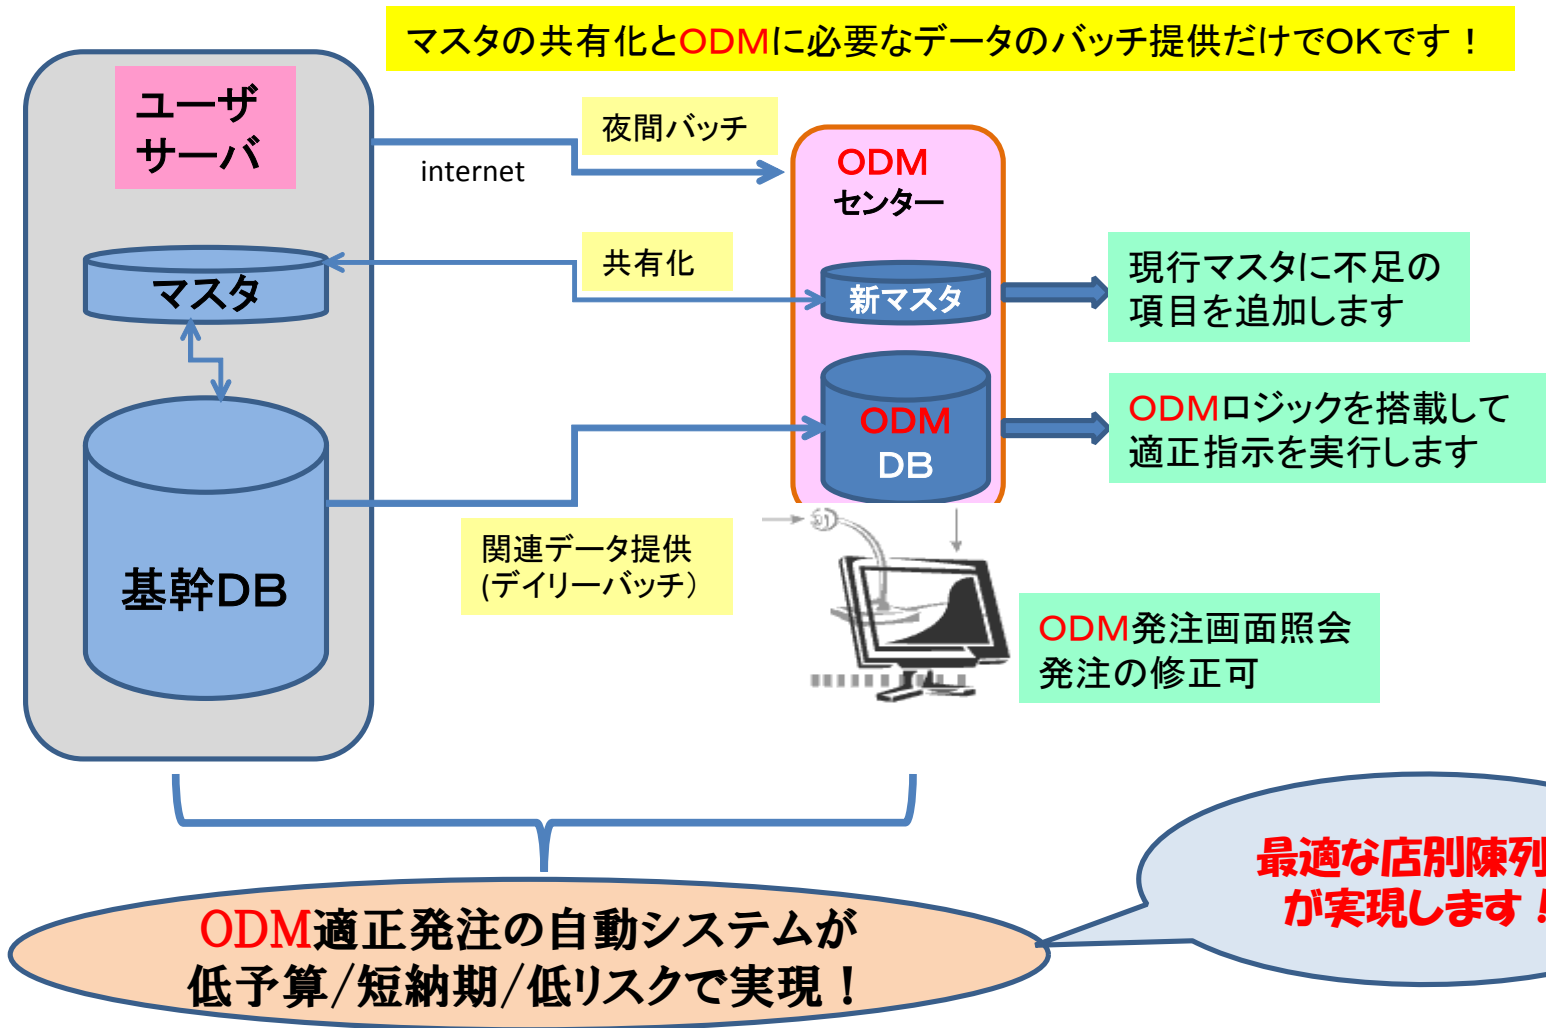 マスタの共有化とODMに必要なデータのバッチ提供だけでOKです！
ユーザ
サーバ
夜間バッチ
internet
ODM
センター
共有化
マスタ
新マスタ
現行マスタに不足の
項目を追加します
ODM
DB
ODMロジックを搭載して
適正指示を実行します
基幹DB
関連データ提供
(デイリーバッチ）
ODM発注画面照会
発注の修正可
最適な店別陳列
が実現します！
ODM適正発注の自動システムが
低予算/短納期/低リスクで実現！